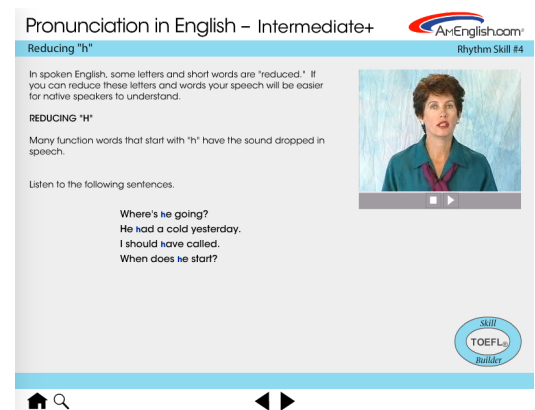 Pronunciation in English – Intermediate+
AmEnglish.com®
Reducing "h"
Rhythm Skill #4
In spoken English, some letters and short words are "reduced." If
you can reduce these letters and words your speech will be easier
for native speakers to understand.
REDUCING "H"
Many function words that start with "h" have the sound dropped in
speech.
Listen to the following sentences.
Where's he going?
He had a cold yesterday.
I should have called.
When does he start?
Skill
TOEFL®
Builder